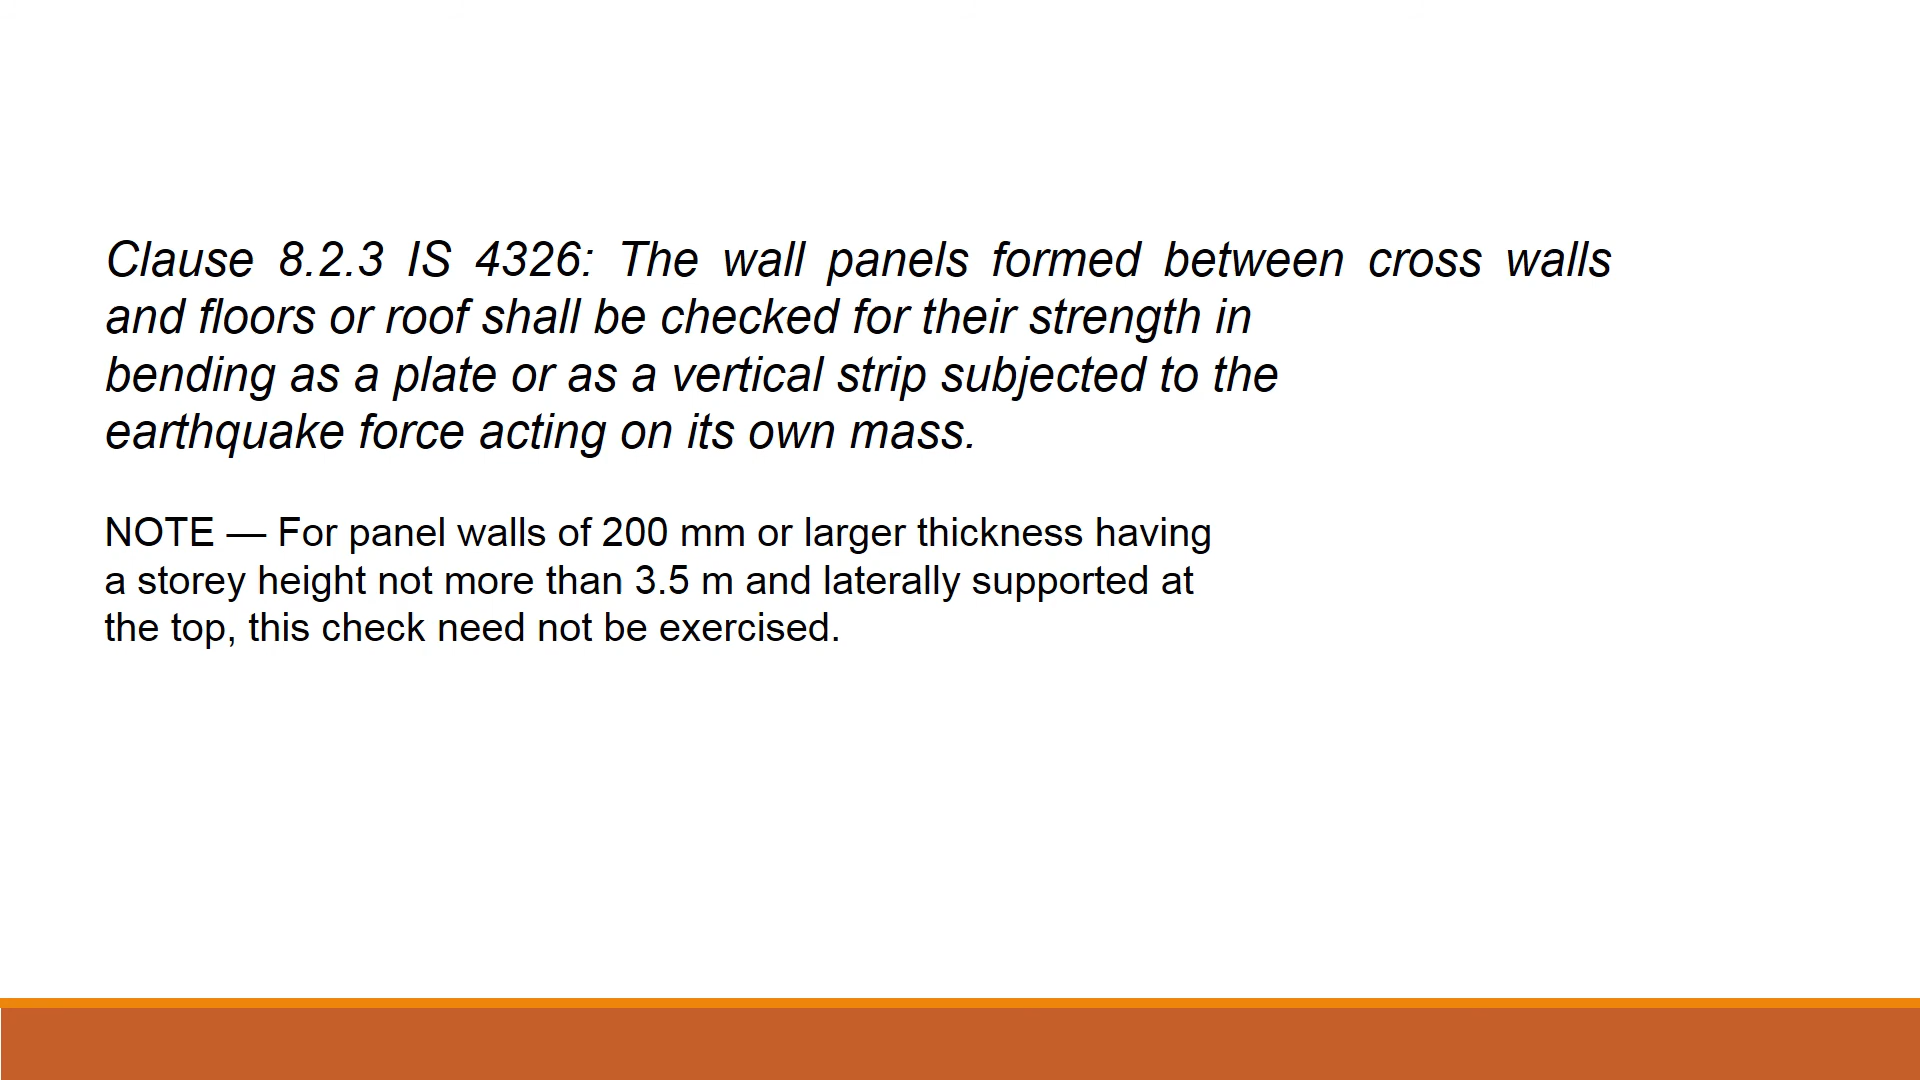 Clause 8.2.3 IS 4326: The wall panels formed between cross walls
and floors or roof shall be checked for their strength in
bending as a plate or as a vertical strip subjected to the
earthquake force acting on its own mass.
NOTE — For panel walls of 200 mm or larger thickness having
a storey height not more than 3.5 m and laterally supported at
the top, this check need not be exercised.